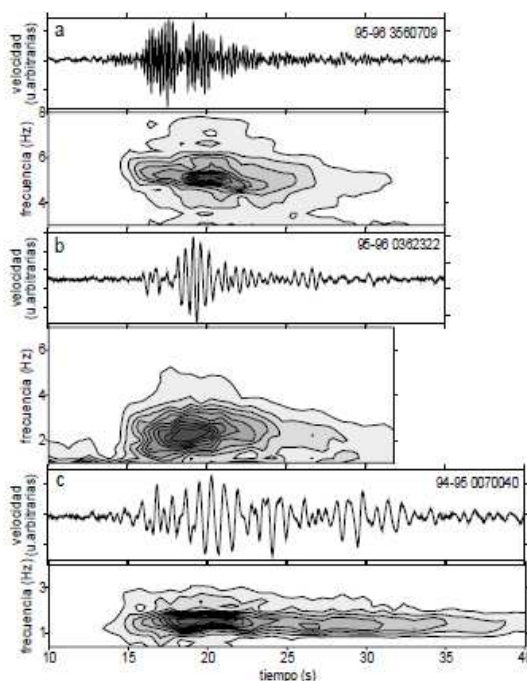 a
95-96 3560709
velocidad
(u.arbitrarias)
8
6
4
frecuencia (Hz)
b
95-96 0362322
velocidad
(u.arbitrarias)
6
4
2
frecuencia (Hz)
c
94-95 0070040
velocidad
(u.arbitrarias)
3
1
frecuencia (Hz)
10 15 20 25 30 35 40
tiempo (s)